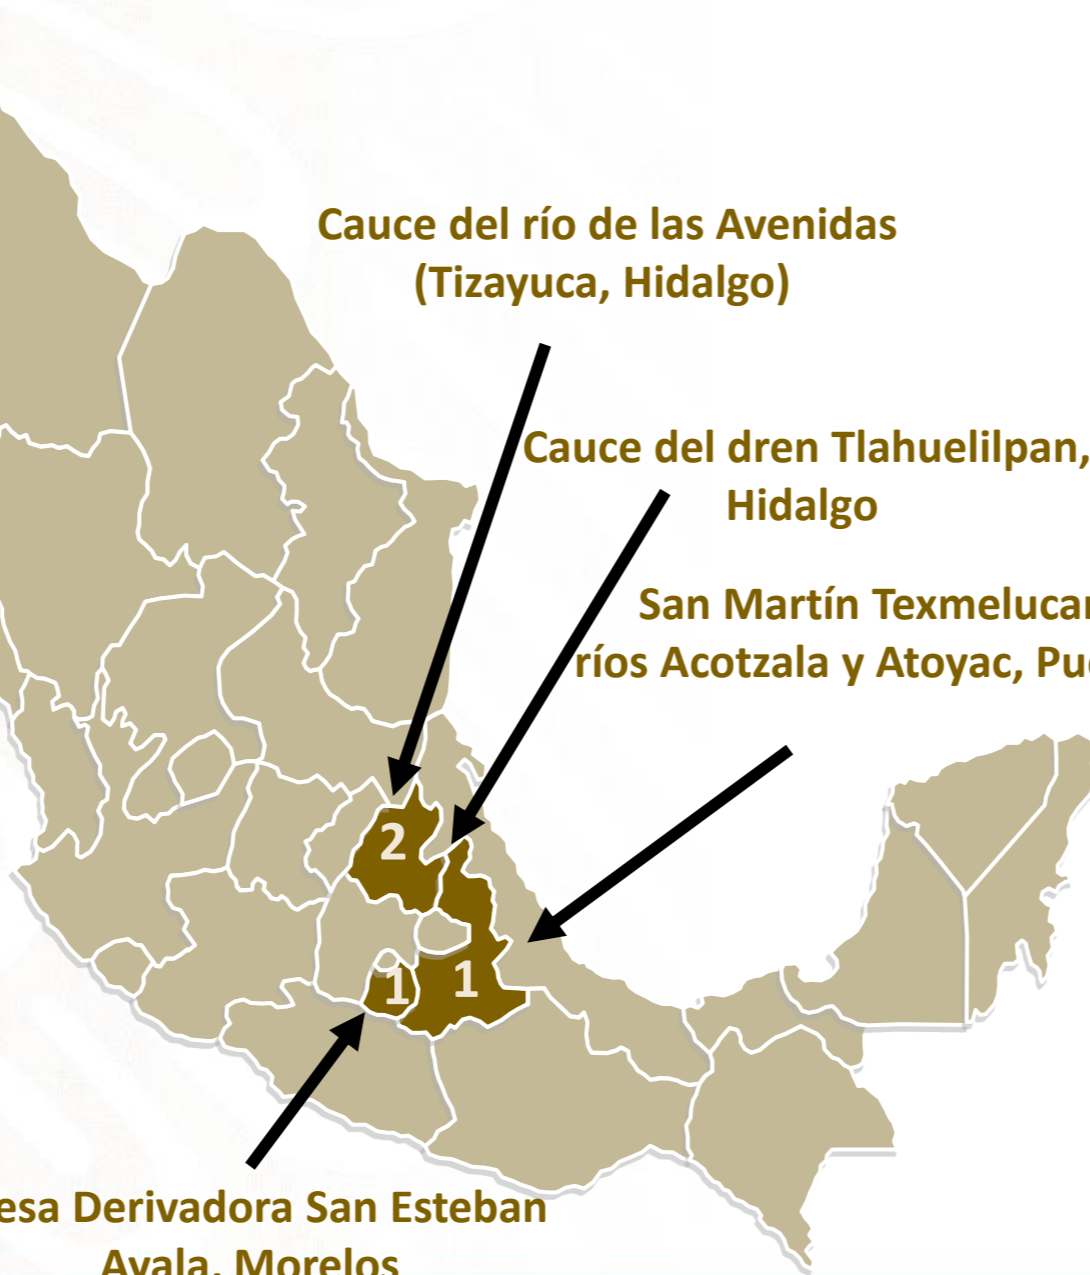 Cauce del río de las Avenidas
(Tizayuca, Hidalgo)
Cauce del dren Tlahuelilpan,
Hidalgo
San Martín Texmelucan
ríos Acotzala y Atoyac,
2
1
1
Derivadora San Esteban
Ayala, Morelos